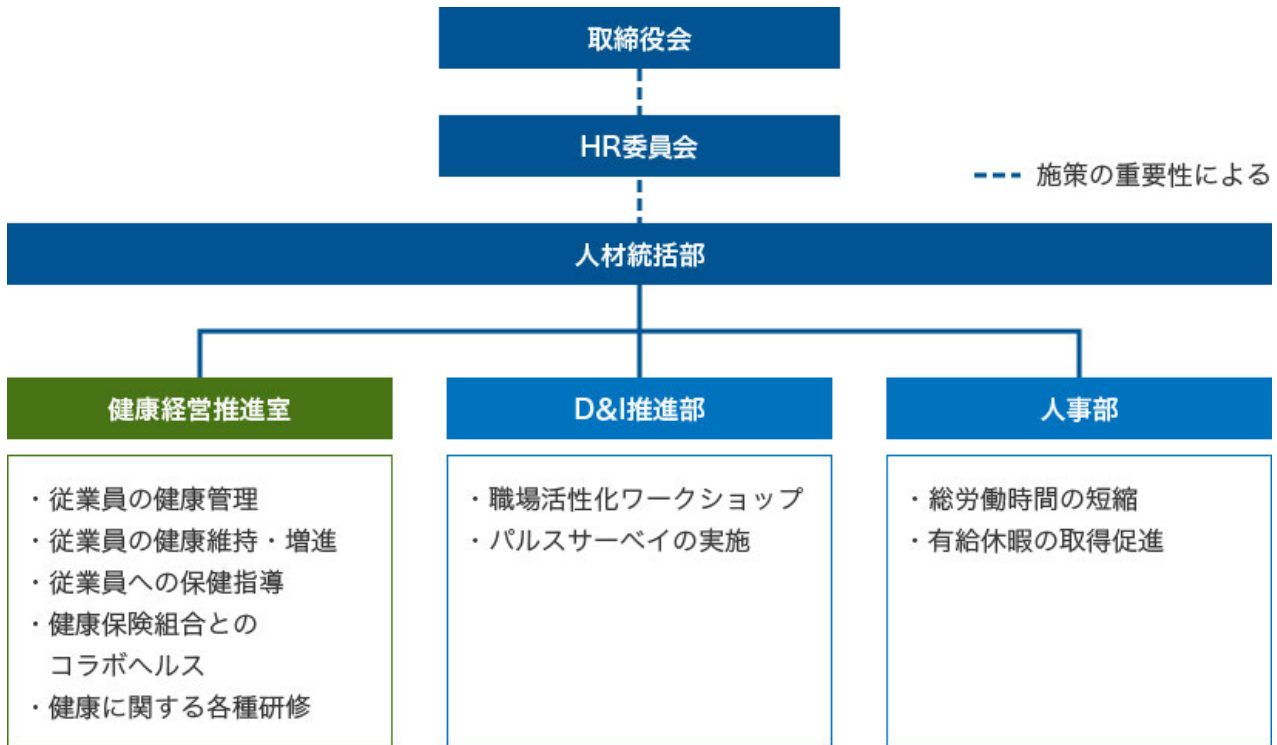 取締役会
HR委員会
施策の重要性による
人材統括部
健康経営推進室
・従業員の健康管理
・従業員の健康維持・増進
・従業員への保健指導
・健康保険組合との
コラボヘルス
・健康に関する各種研修
D&I推進部
・職場活性化ワークショップ
・パルスサーベイの実施
人事部
・総労働時間の短縮
・有給休暇の取得促進